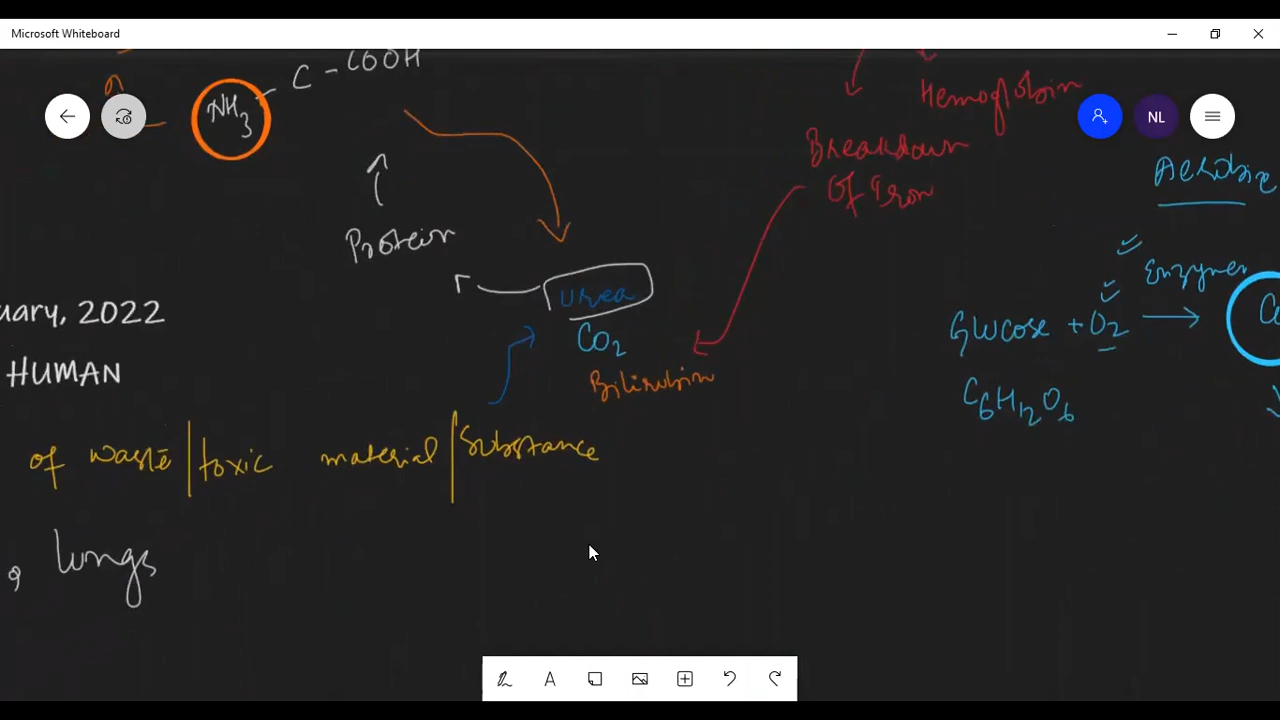 Microsoft Whiteboard
C - COOH
NH3
Hemoglobin
NL
Breakdown
Of Iron
Aerobic
Protein
Enzymes
uary, 2022
Urea
Glucose + O2 →
CO2
HUMAN
Bilirubin
C6H12O6
of waste | toxic material | Substance
, lungs